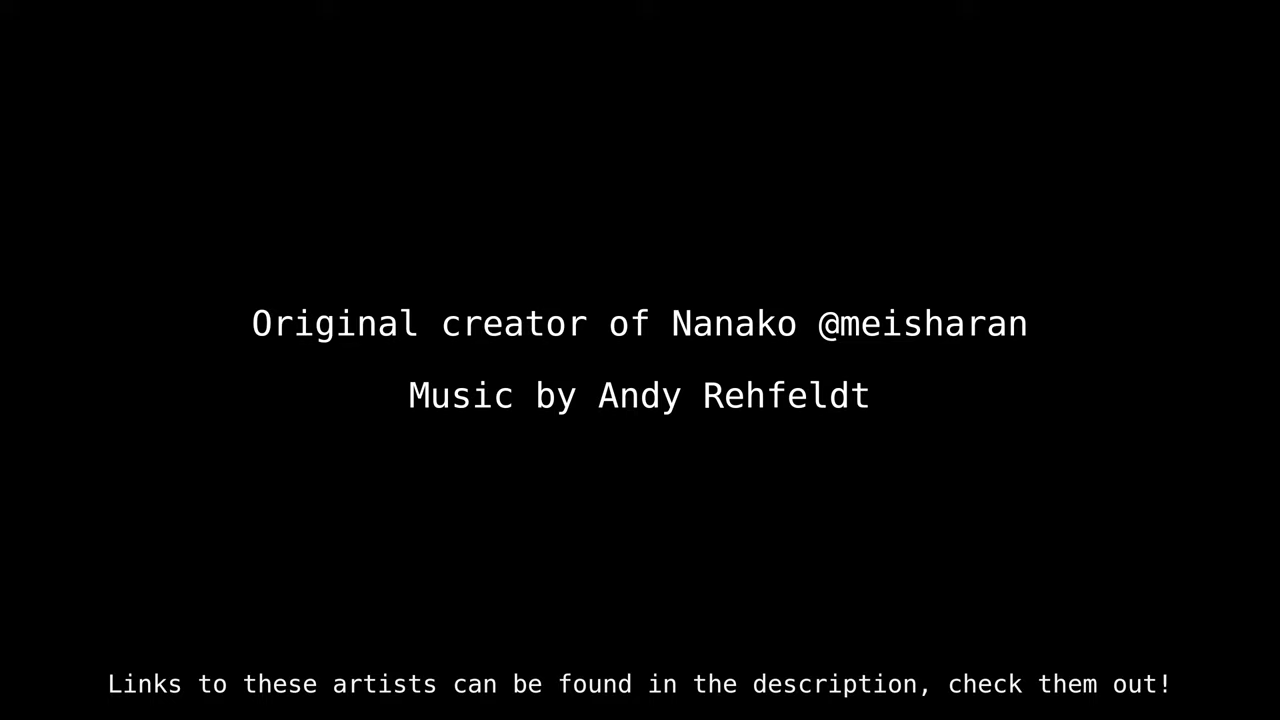 Original creator of Nanako @meisharan
Music by Andy Rehfeldt
Links to these artists can be found in the description, check them out!